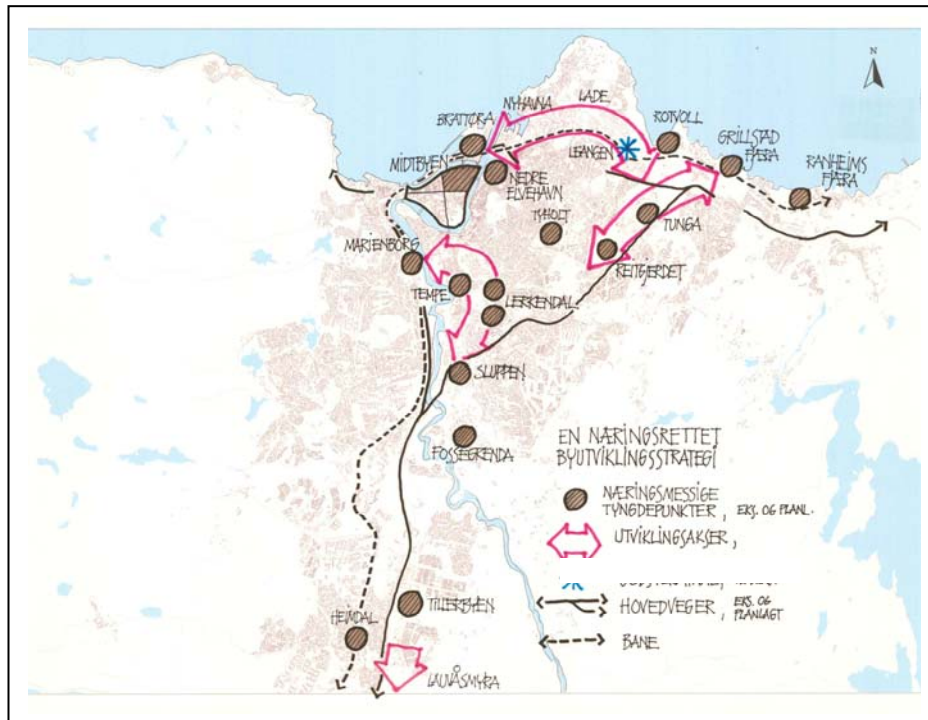 N
LADE
NYHAVNA
BRATTØRA
ROTVOLL
MIDTBYEN
LEANGEN
GRILLSTAD
FJÆRA
NEDRE
ELVEHAVN
RANHEIMS
FJÆRA
TYHOLT
TUNGA
MARIENBORG
REITGJERDET
TEMPE
LERKENDAL
SLUPPEN
FOSSEGRENDA
EN NÆRINGSRETTET
BYUTVIKLINGSSTRATEGI
NÆRINGSMESSIGE
TYNGDEPUNKTER, EKS. OG PLANL.
UTVIKLINGSAKSER,
HOVEDVEGER, EKS. OG
PLANLAGT
BANE
TILLERBYEN
HEIMDAL
LAUVÅSMYRA